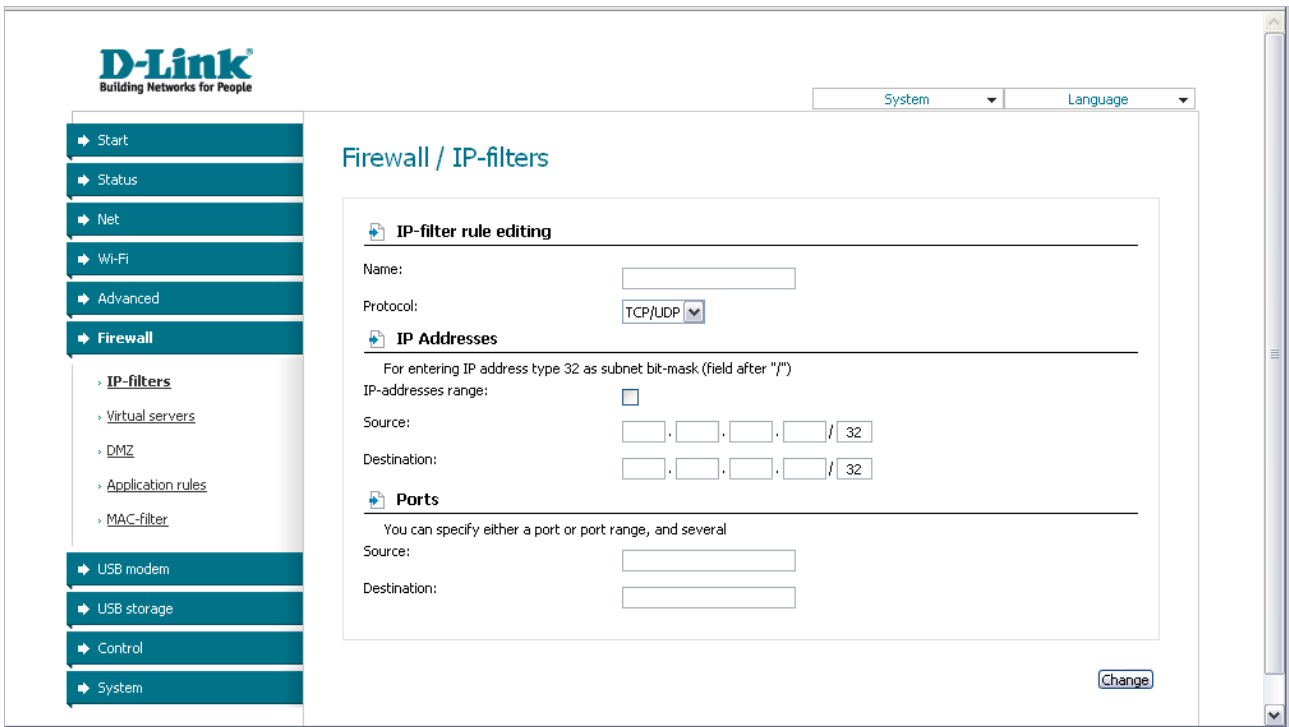 D-Link
Building Networks for People
System
Language
Start
Status
Net
Wi-Fi
Advanced
Firewall
IP-filters
Virtual servers
DMZ
Application rules
MAC-filter
USB modem
USB storage
Control
System
Firewall / IP-filters
IP-filter rule editing
Name:
Protocol: TCP/UDP
IP Addresses
For entering IP address type 32 as subnet bit-mask (field after "/")
IP-addresses range:
Source: . . . / 32
Destination: . . . / 32
Ports
You can specify either a port or port range, and several
Source:
Destination:
Change